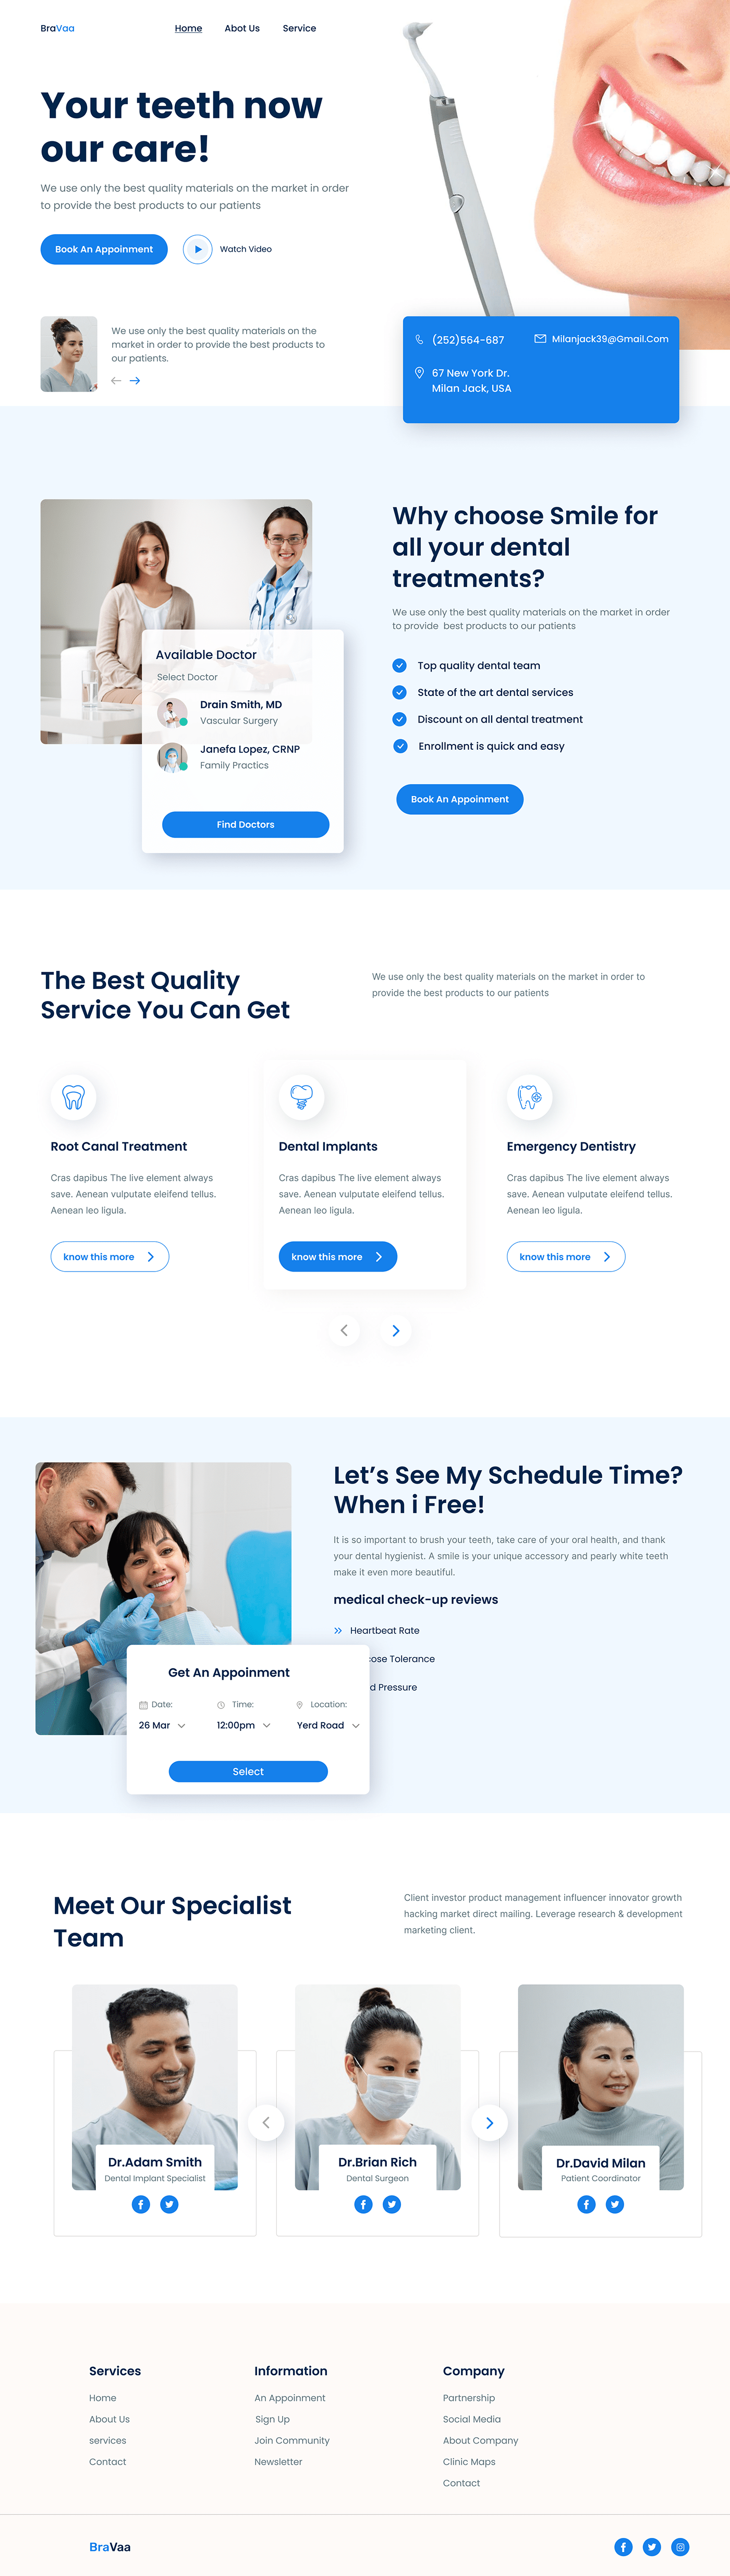 BraVaa
Home
Abot Us
Service
Your teeth now
our care!
We use only the best quality materials on the market in order
to provide the best products to our patients
Book An Appoinment
Watch Video
We use only the best quality materials on the
market in order to provide the best products to
our patients.
(252)564-687
Milanjack39@Gmail.Com
67 New York Dr.
Milan Jack, USA
Available Doctor
Select Doctor
Drain Smith, MD
Vascular Surgery
Janefa Lopez, CRNP
Family Practics
Find Doctors
Why choose Smile for
all your dental
treatments?
We use only the best quality materials on the market in order
to provide best products to our patients
Top quality dental team
State of the art dental services
Discount on all dental treatment
Enrollment is quick and easy
Book An Appoinment
The Best Quality
Service You Can Get
We use only the best quality materials on the market in order to
provide the best products to our patients
Root Canal Treatment
Cras dapibus The live element always
save. Aenean vulputate eleifend tellus.
Aenean leo ligula.
know this more
Dental Implants
Cras dapibus The live element always
save. Aenean vulputate eleifend tellus.
Aenean leo ligula.
know this more
Emergency Dentistry
Cras dapibus The live element always
save. Aenean vulputate eleifend tellus.
Aenean leo ligula.
know this more
Let's See My Schedule Time?
When i Free!
It is so important to brush your teeth, take care of your oral health, and thank
your dental hygienist. A smile is your unique accessory and pearly white teeth
make it even more beautiful.
medical check-up reviews
Heartbeat Rate
cose Tolerance
d Pressure
Get An Appoinment
Date:
Time:
Location:
26 Mar
12:00pm
Yerd Road
Select
Meet Our Specialist
Team
Client investor product management influencer innovator growth
hacking market direct mailing. Leverage research & development
marketing client.
Dr.Adam Smith
Dental Implant Specialist
Dr.Brian Rich
Dental Surgeon
Dr.David Milan
Patient Coordinator
Services
Home
About Us
services
Contact
Information
An Appoinment
Sign Up
Join Community
Newsletter
Company
Partnership
Social Media
About Company
Clinic Maps
Contact
BraVaa